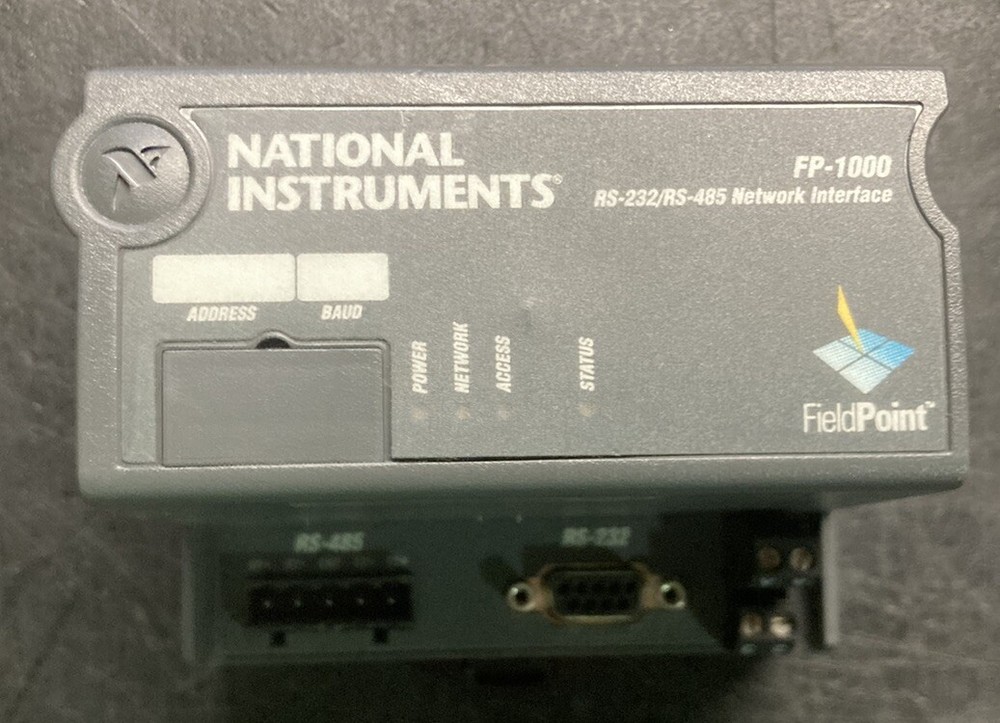 NATIONAL
INSTRUMENTS®
FP-1000
RS-232/RS-485 Network Interface
ADDRESS
BAUD
POWER
NETWORK
ACCESS
STATUS
FieldPoint™
RS-485
RS-232